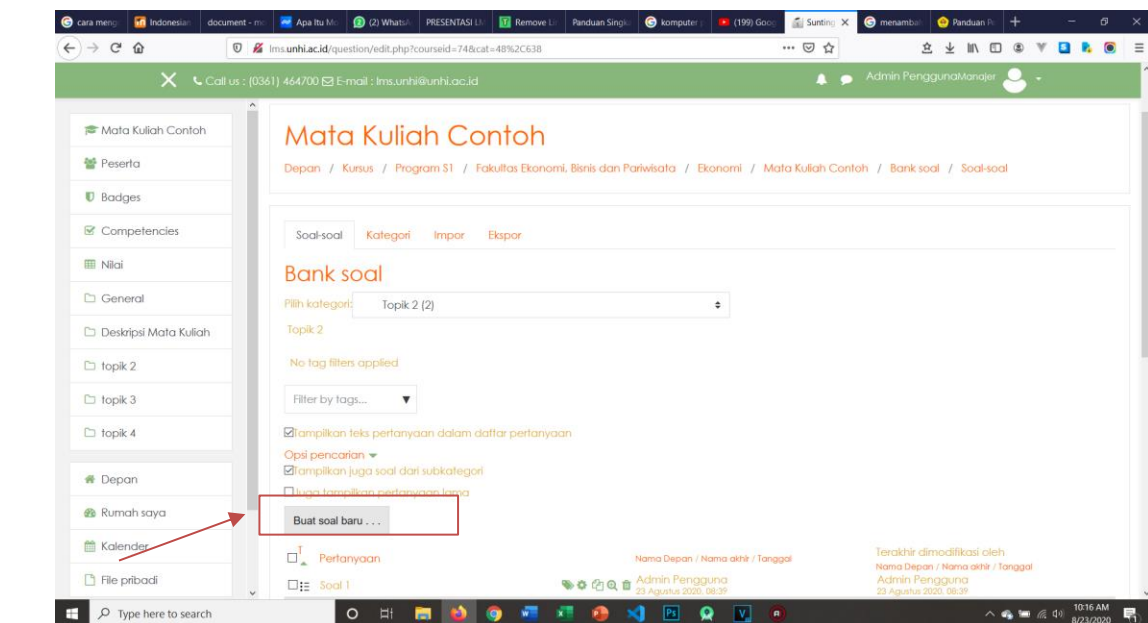 cara meng
Indonesian
document - m
Apa Itu Mo
(2) WhatsA
PRESENTASI LM
Remove Lin
Panduan Singk
komputer
(199) Goog
Sunting
menambah
Panduan Pe
lms.unhi.ac.id/question/edit.php?courseid=74&cat=48%2C638
Call us : (0361) 464700 E-mail : lms.unhi@unhi.ac.id
Admin PenggunaManajer
Mata Kuliah Contoh
Peserta
Badges
Competencies
Nilai
General
Deskripsi Mata Kuliah
topik 2
topik 3
topik 4
Depan
Rumah saya
Kalender
File pribadi
Mata Kuliah Contoh
Depan / Kursus / Program S1 / Fakultas Ekonomi, Bisnis dan Pariwisata / Ekonomi / Mata Kuliah Contoh / Bank soal / Soal-soal
Soal-soal Kategori Impor Ekspor
Bank soal
Pilih kategori: Topik 2 (2)
Topik 2
No tag filters applied
Filter by tags...
Tampilkan teks pertanyaan dalam daftar pertanyaan
Opsi pencarian
Tampilkan juga soal dari subkategori
Juga tampilkan pertanyaan lama
Buat soal baru . . .
T Pertanyaan
Nama Depan / Nama akhir / Tanggal
Terakhir dimodifikasi oleh
Nama Depan / Nama akhir / Tanggal
Soal 1
Admin Pengguna
23 Agustus 2020, 08:39
Admin Pengguna
23 Agustus 2020, 08:39
Type here to search
10:16 AM
8/23/2020